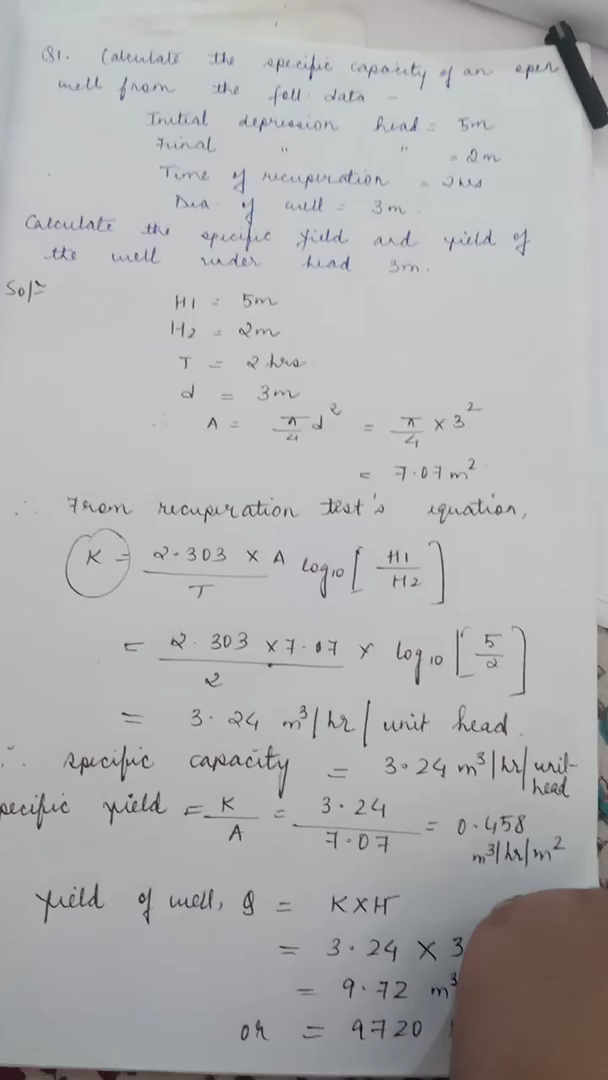 Q1. Calculate the specific capacity of an open
well from the foll. data -
Initial depression head = 5m
Final " " = 2m
Time of recuperation = 2hrs
Dia. of well = 3m.
Calculate the specific yield and yield of
the well under head 3m.
Sol:-
H1 = 5m
H2 = 2m
T = 2 hrs.
d = 3m
∴ A = π/4 d² = π/4 × 3²
= 7.07 m²
∴ From recuperation test's equation,
K = 2.303 × A / T log10 [H1/H2]
= 2.303 × 7.07 / 2 × log10 [5/2]
= 3.24 m³/hr/unit head.
∴ specific capacity = 3.24 m³/hr/unit-head
pecific yield = K/A = 3.24/7.07 = 0.458 m³/hr/m²
Yield of well, Q = K×H
= 3.24 × 3
= 9.72 m³
or = 9720